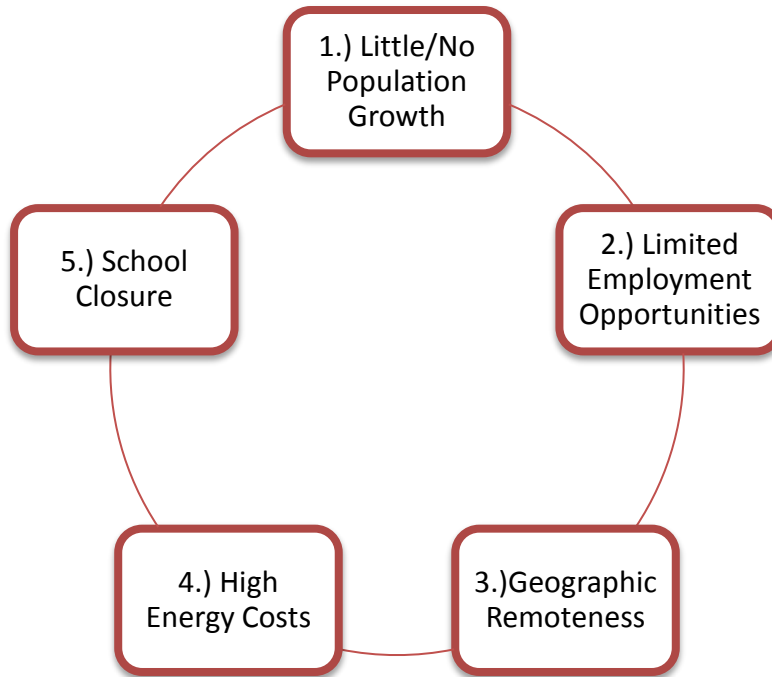 1.) Little/No
Population
Growth
2.) Limited
Employment
Opportunities
3.)Geographic
Remoteness
4.) High
Energy Costs
5.) School
Closure